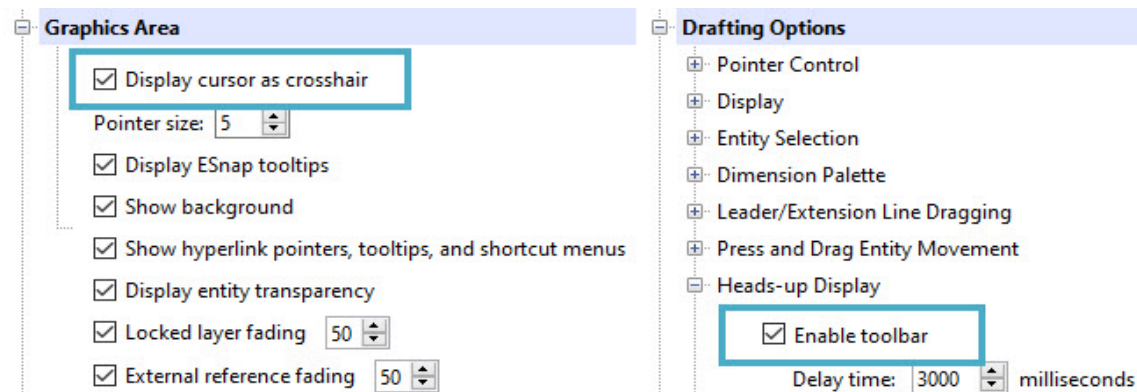 Graphics Area
Display cursor as crosshair
Pointer size: 5
Display ESnap tooltips
Show background
Show hyperlink pointers, tooltips, and shortcut menus
Display entity transparency
Locked layer fading 50
External reference fading 50
Drafting Options
Pointer Control
Display
Entity Selection
Dimension Palette
Leader/Extension Line Dragging
Press and Drag Entity Movement
Heads-up Display
Enable toolbar
Delay time: 3000 milliseconds